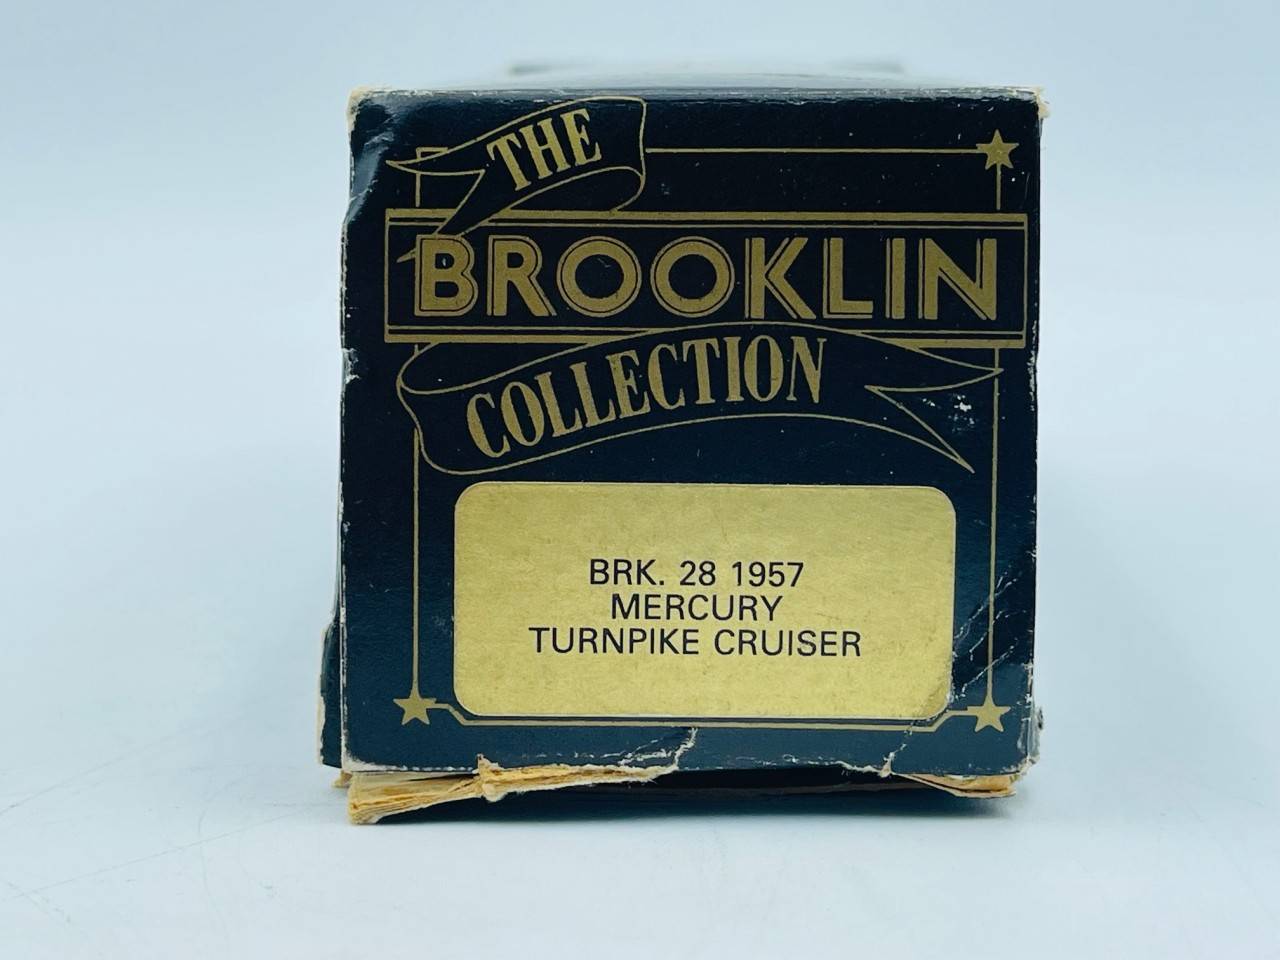 THE
BROOKLIN
COLLECTION
BRK. 28 1957
MERCURY
TURNPIKE CRUISER